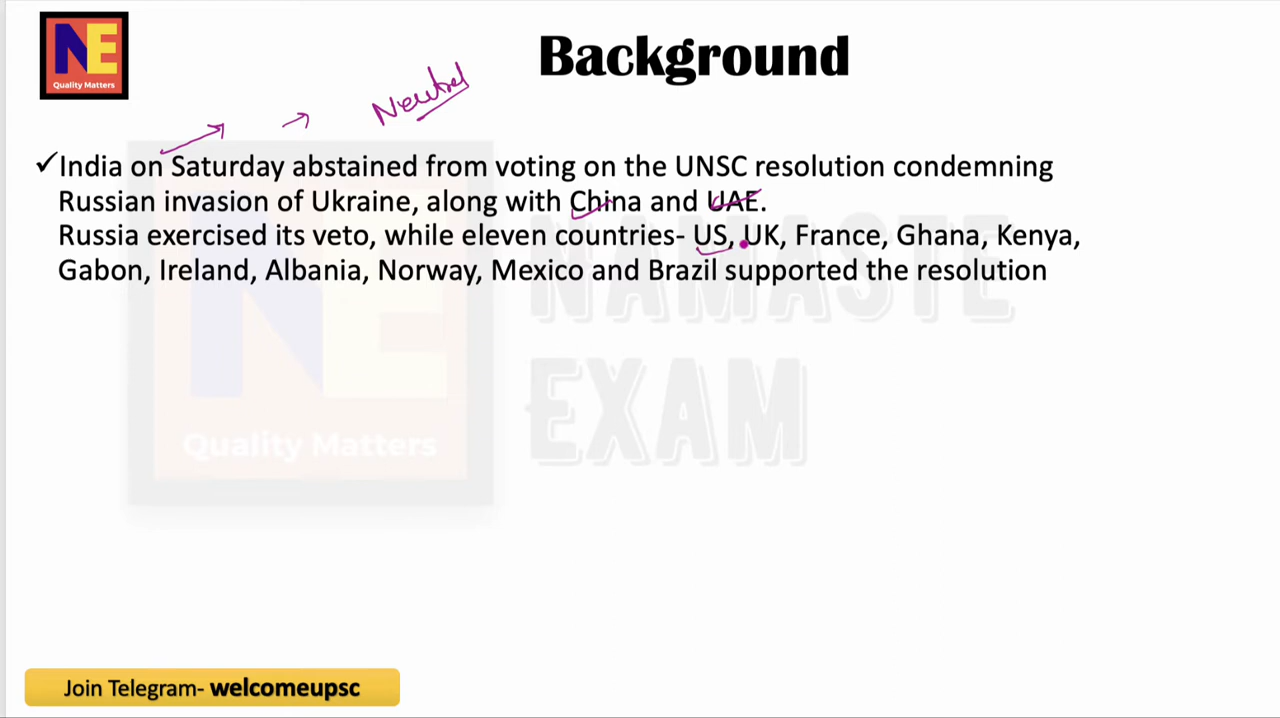 NE
Quality Matters
Background
Neutral
✓India on Saturday abstained from voting on the UNSC resolution condemning
Russian invasion of Ukraine, along with China and UAE.
Russia exercised its veto, while eleven countries- US, UK, France, Ghana, Kenya,
Gabon, Ireland, Albania, Norway, Mexico and Brazil supported the resolution
NAMASTE
EXAM
NE
Quality Matters
Join Telegram- welcomeupsc